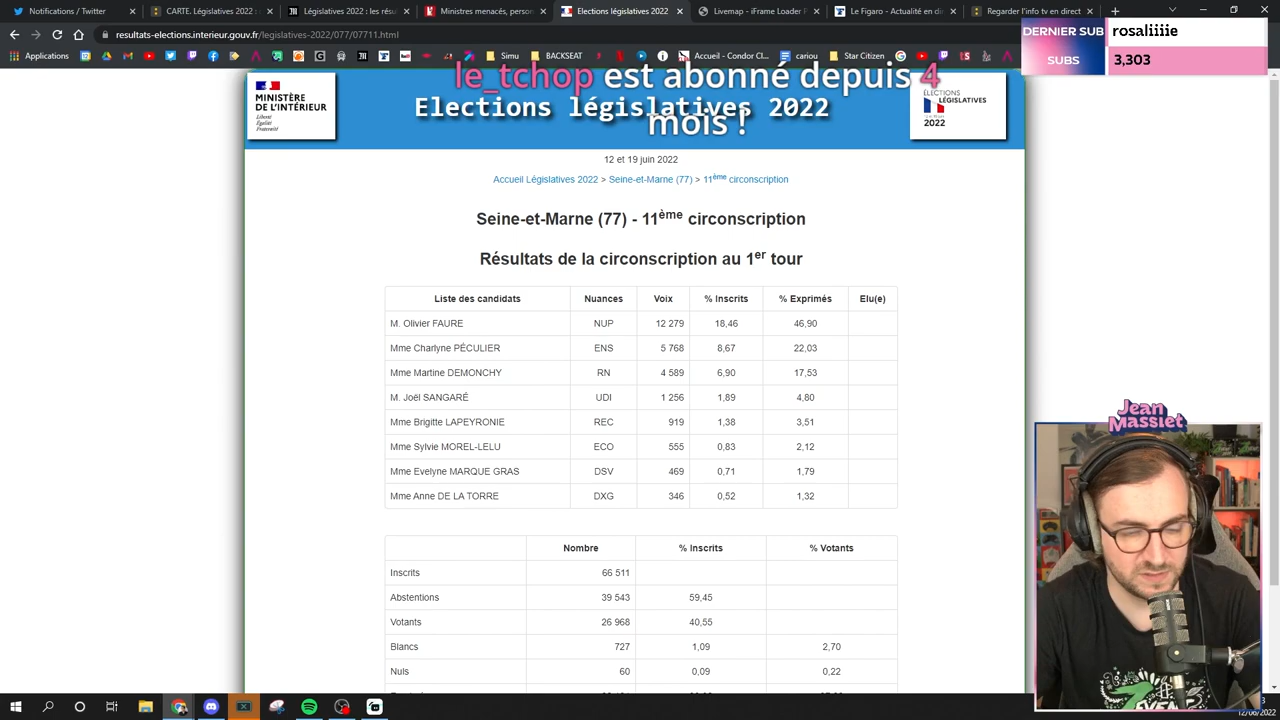 Notifications / Twitter
CARTE. Législatives 2022 :
Législatives 2022 : les résu
Ministres menacés, person
Elections législatives 2022
Livemap - iframe Loader P
Le Figaro - Actualité en dir
Regarder Info tv en direct
resultats-elections.interieur.gouv.fr/legislatives-2022/077/07711.html
Applications
Simu
BACKSEAT
Accueil - Condor Cl...
cariou
Star Citizen
DERNIER SUB
rosaliiiie
SUBS
3,303
le_tchop est abonné depuis 4
mois !
MINISTÈRE
DE L'INTÉRIEUR
Liberté
Égalité
Fraternité
Elections législatives 2022
ÉLECTIONS
LÉGISLATIVES
2022
12 et 19 juin 2022
Accueil Législatives 2022 > Seine-et-Marne (77) > 11ème circonscription
Seine-et-Marne (77) - 11ème circonscription
Résultats de la circonscription au 1er tour
Liste des candidats Nuances Voix % Inscrits % Exprimés Elu(e)
M. Olivier FAURE NUP 12 279 18,46 46,90
Mme Charlyne PÉCULIER ENS 5 768 8,67 22,03
Mme Martine DEMONCHY RN 4 589 6,90 17,53
M. Joël SANGARÉ UDI 1 256 1,89 4,80
Mme Brigitte LAPEYRONIE REC 919 1,38 3,51
Mme Sylvie MOREL-LELU ECO 555 0,83 2,12
Mme Evelyne MARQUE GRAS DSV 469 0,71 1,79
Mme Anne DE LA TORRE DXG 346 0,52 1,32
Nombre % Inscrits % Votants
Inscrits 66 511
Abstentions 39 543 59,45
Votants 26 968 40,55
Blancs 727 1,09 2,70
Nuls 60 0,09 0,22
Jean
Massiet
12/06/2022